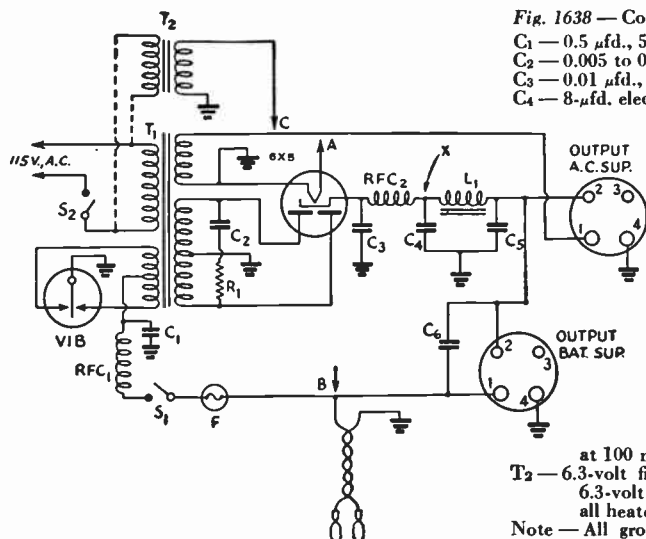 Fig. 1638 — Co
C1 — 0.5 µfd., 5
C2 — 0.005 to 0
C3 — 0.01 µfd.,
C4 — 8-µfd. elec
T2
T1
C
A
6X5
X
115 V., A.C.
S2
RFC2
L1
OUTPUT
A.C. SUP.
2 3
1 4
C2
C3
C4
C5
R1
VIB
C1
RFC1
S1
F
B
C6
OUTPUT
BAT. SUP.
2
3
1 4
at 100 m
T2 — 6.3-volt fi
6.3-volt
all heate
Note — All gro